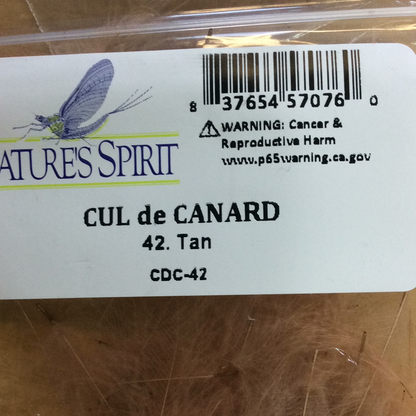 8 37654 57076 0
WARNING: Cancer &
Reproductive Harm
www.p65warning.ca.gov
ATURE'S SPIRIT
CUL de CANARD
42. Tan
CDC-42